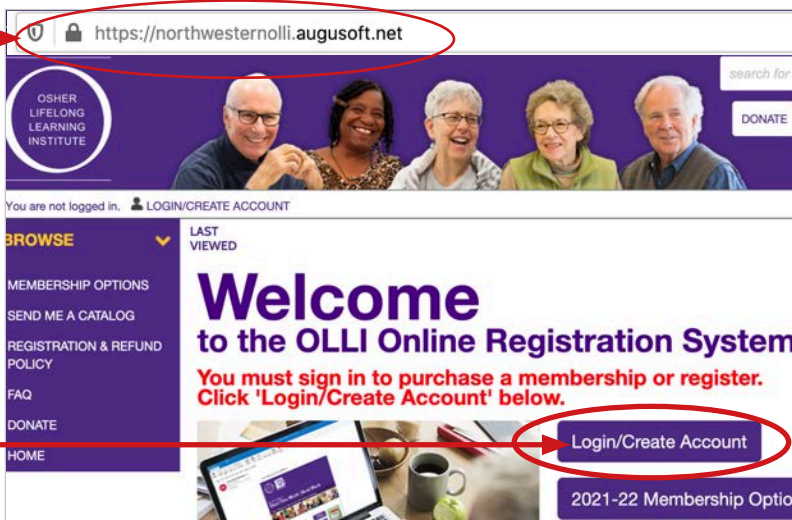 https://northwesternolli.augusoft.net
search for
OSHER
LIFELONG
LEARNING
INSTITUTE
DONATE
You are not logged in. LOGIN/CREATE ACCOUNT
BROWSE
LAST
VIEWED
MEMBERSHIP OPTIONS
SEND ME A CATALOG
REGISTRATION & REFUND
POLICY
FAQ
DONATE
HOME
Welcome
to the OLLI Online Registration System
You must sign in to purchase a membership or register.
Click 'Login/Create Account' below.
Login/Create Account
2021-22 Membership Optio